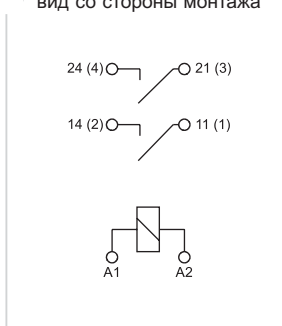 вид со стороны монтажа
24 (4) 21 (3)
14 (2) 11 (1)
A1 A2